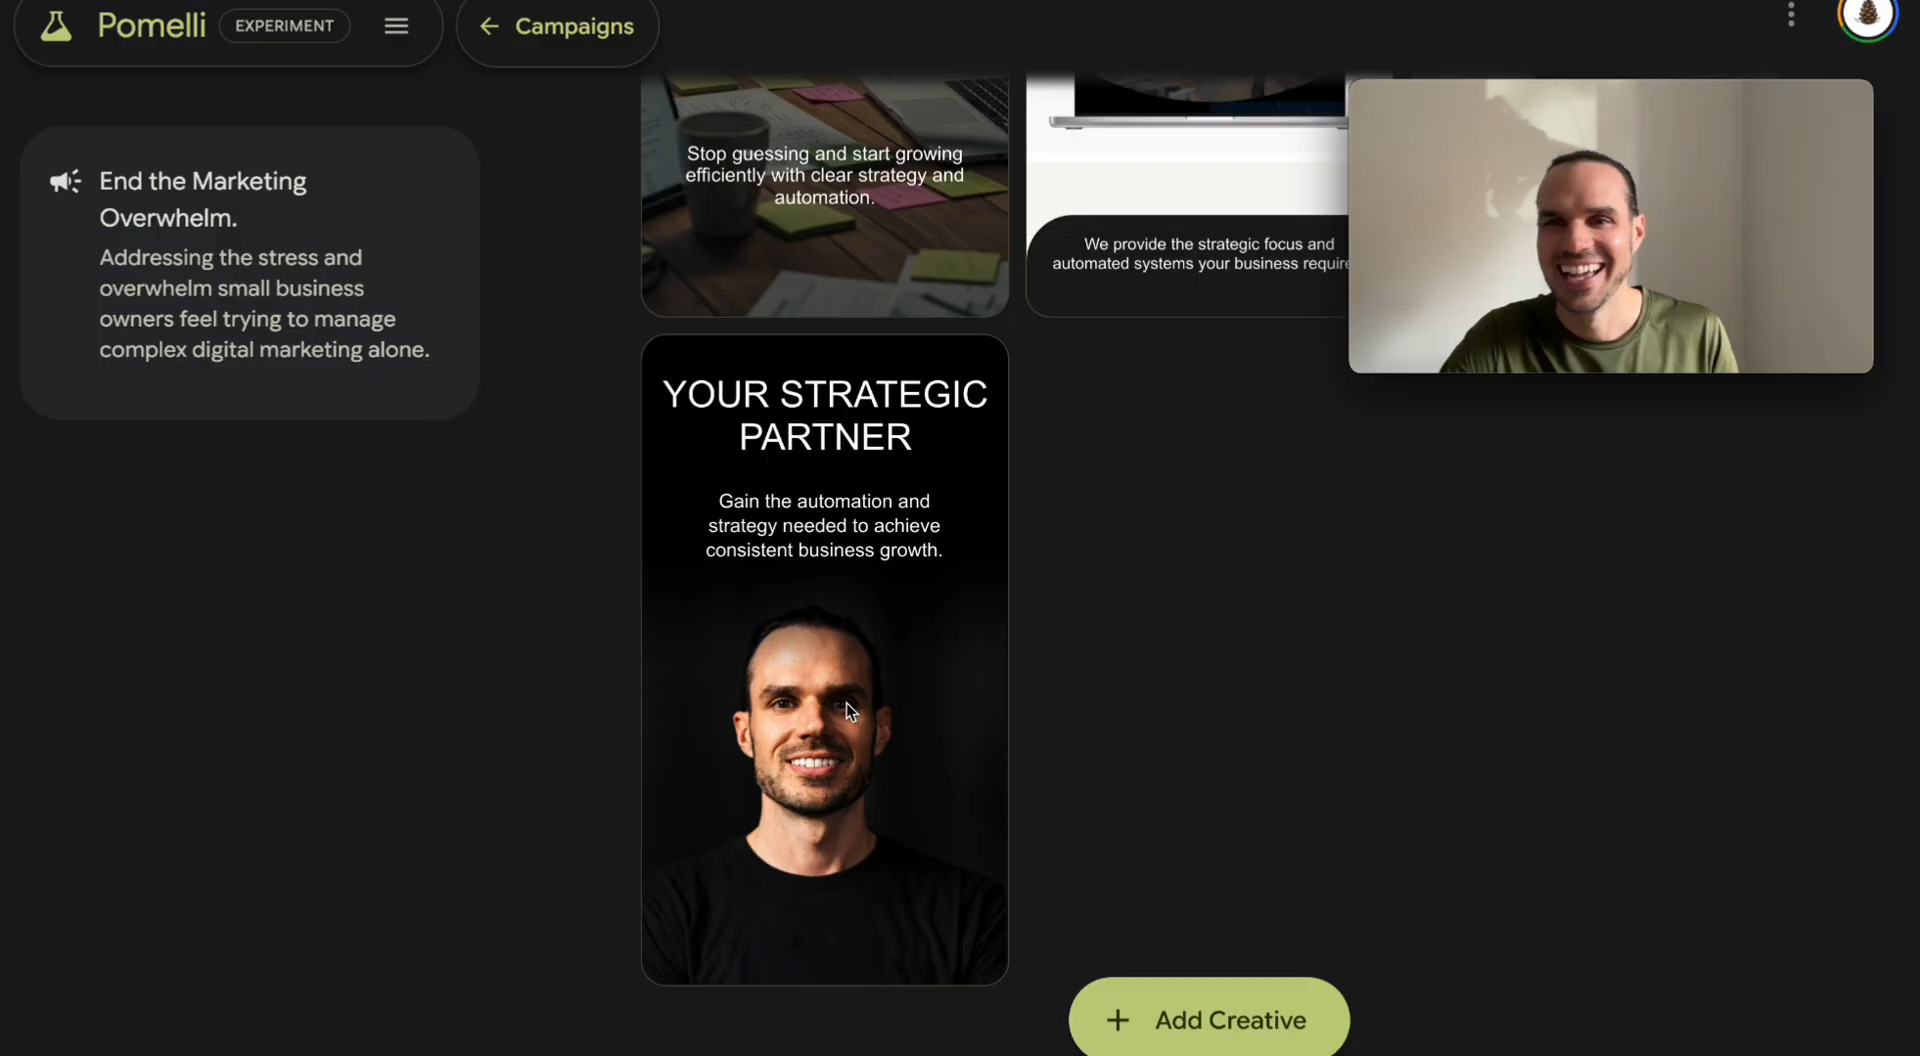 Pomelli
EXPERIMENT
Campaigns
End the Marketing
Overwhelm.
Addressing the stress and
overwhelm small business
owners feel trying to manage
complex digital marketing alone.
Stop guessing and start growing
efficiently with clear strategy and
automation.
We provide the strategic focus and
automated systems your business require
YOUR STRATEGIC
PARTNER
Gain the automation and
strategy needed to achieve
consistent business growth.
+ Add Creative